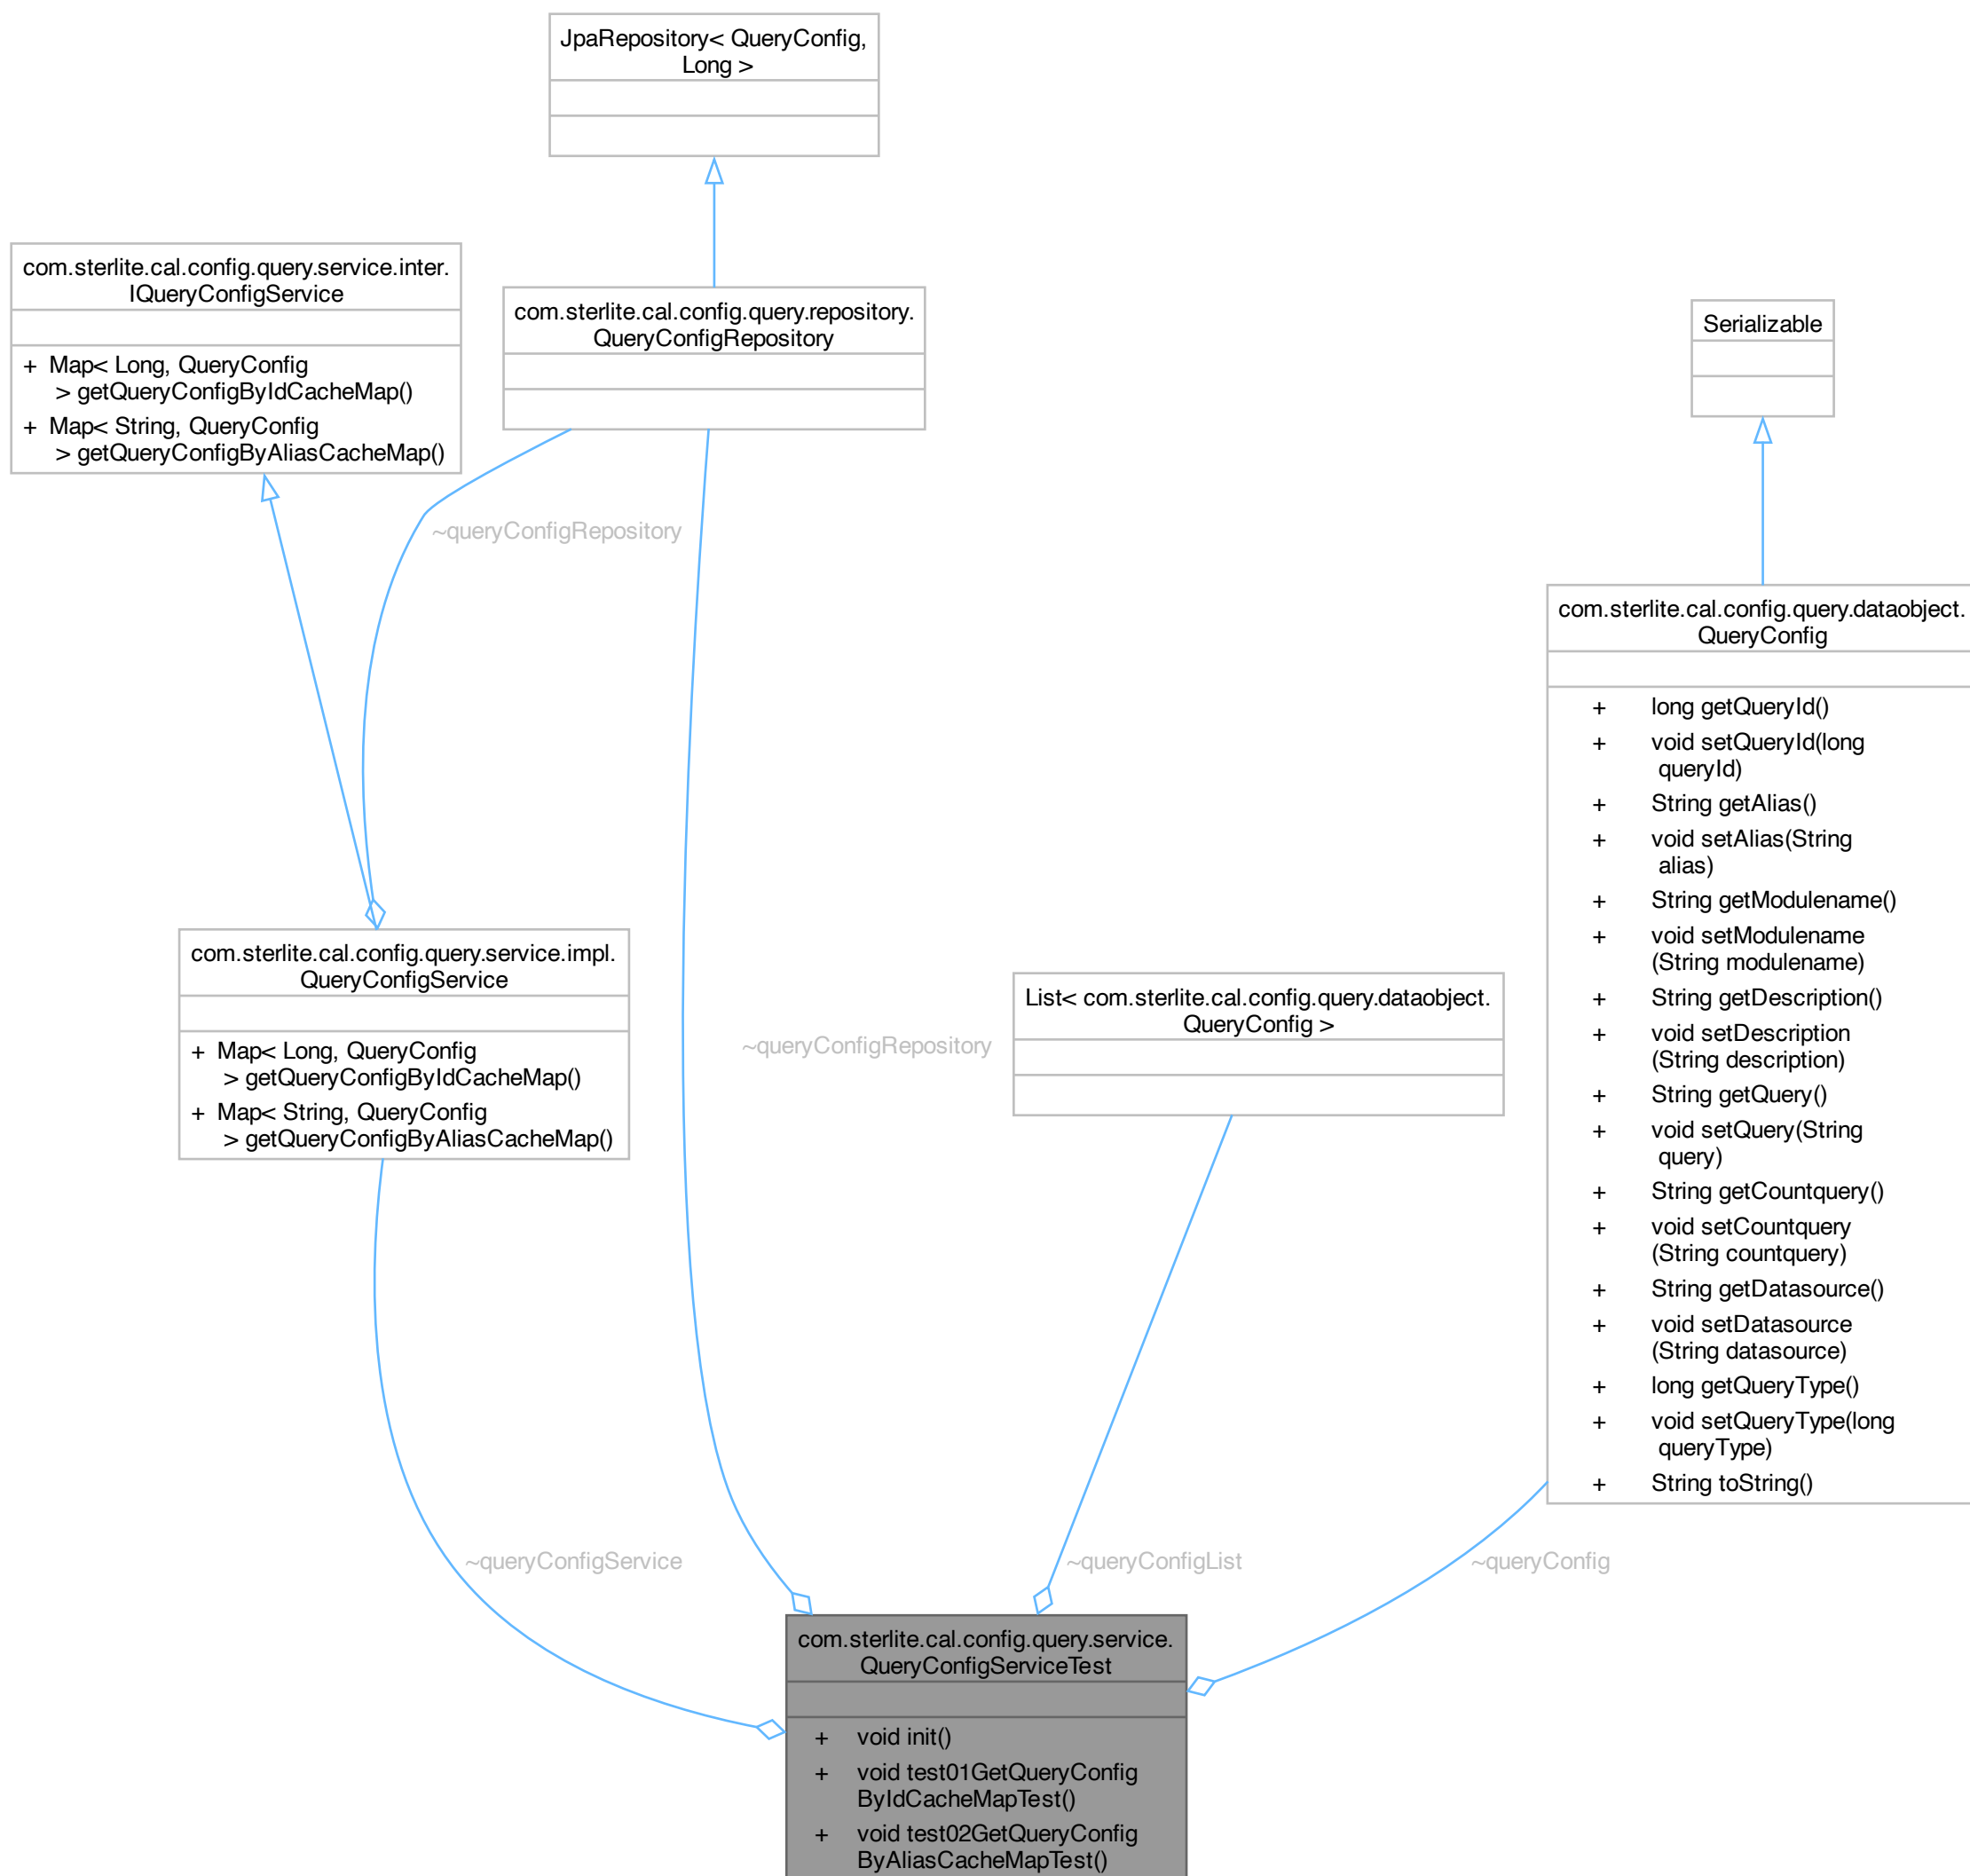 JpaRepository< QueryConfig,
Long >
com.sterlite.cal.config.query.service.inter.
IQueryConfigService
+ Map< Long, QueryConfig
> getQueryConfigByIdCacheMap()
+ Map< String, QueryConfig
> getQueryConfigByAliasCacheMap()
com.sterlite.cal.config.query.repository.
QueryConfigRepository
Serializable
~queryConfigRepository
com.sterlite.cal.config.query.dataobject.
QueryConfig
+ long getQueryId()
+ void setQueryId(long
queryId)
+ String getAlias()
+ void setAlias(String
alias)
+ String getModulename()
+ void setModulename
(String modulename)
+ String getDescription()
+ void setDescription
(String description)
+ String getQuery()
+ void setQuery(String
query)
+ String getCountquery()
+ void setCountquery
(String countquery)
+ String getDatasource()
+ void setDatasource
(String datasource)
+ long getQueryType()
+ void setQueryType(long
queryType)
+ String toString()
com.sterlite.cal.config.query.service.impl.
QueryConfigService
+ Map< Long, QueryConfig
> getQueryConfigByIdCacheMap()
+ Map< String, QueryConfig
> getQueryConfigByAliasCacheMap()
~queryConfigRepository
List< com.sterlite.cal.config.query.dataobject.
QueryConfig >
~queryConfigService
~queryConfigList
~queryConfig
com.sterlite.cal.config.query.service.
QueryConfigServiceTest
+ void init()
+ void test01GetQueryConfig
ByIdCacheMapTest()
+ void test02GetQueryConfig
ByAliasCacheMapTest()